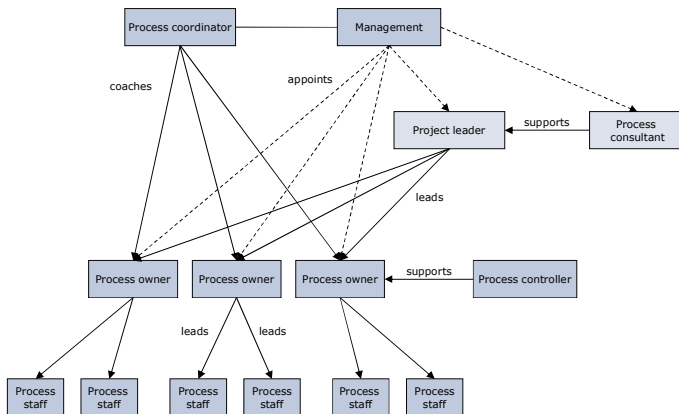 Process coordinator
Management
coaches
appoints
Project leader
supports
Process
consultant
leads
Process owner
Process owner
Process owner
supports
Process controller
leads
leads
Process
staff
Process
staff
Process
staff
Process
staff
Process
staff
Process
staff